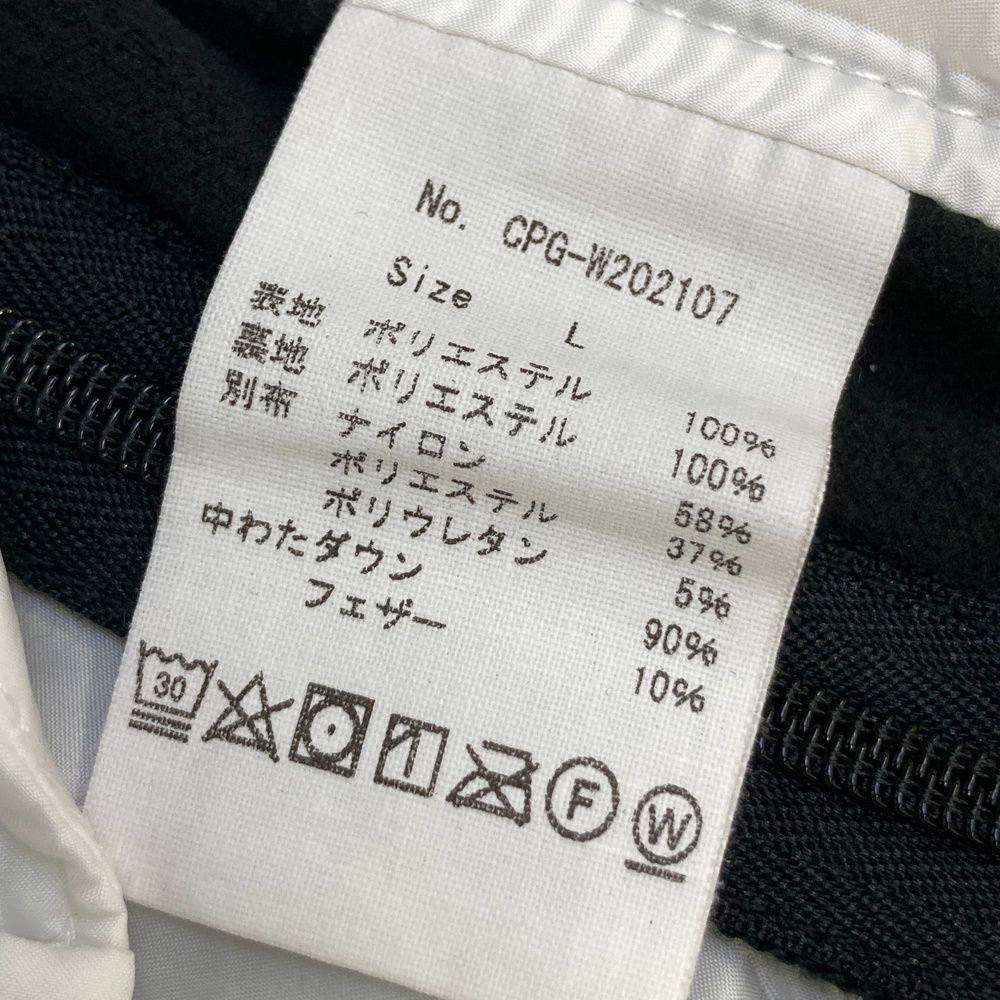 No. CPG-W202107
Size L
表地 ポリエステル 100%
裏地 ポリエステル 100%
別布 ナイロン 58%
ポリエステル 37%
ポリウレタン 5%
中わたダウン 90%
フェザー 10%
30
F
W